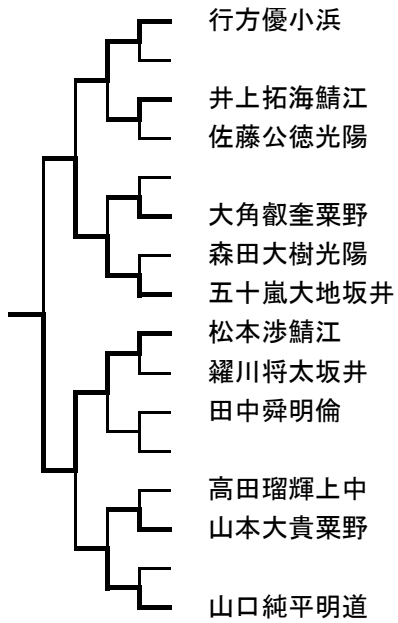 行方優小浜
井上拓海鯖江
佐藤公徳光陽
大角叡奎粟野
森田大樹光陽
五十嵐大地坂井
松本渉鯖江
糴川将太坂井
田中舜明倫
高田瑠輝上中
山本大貴粟野
山口純平明道